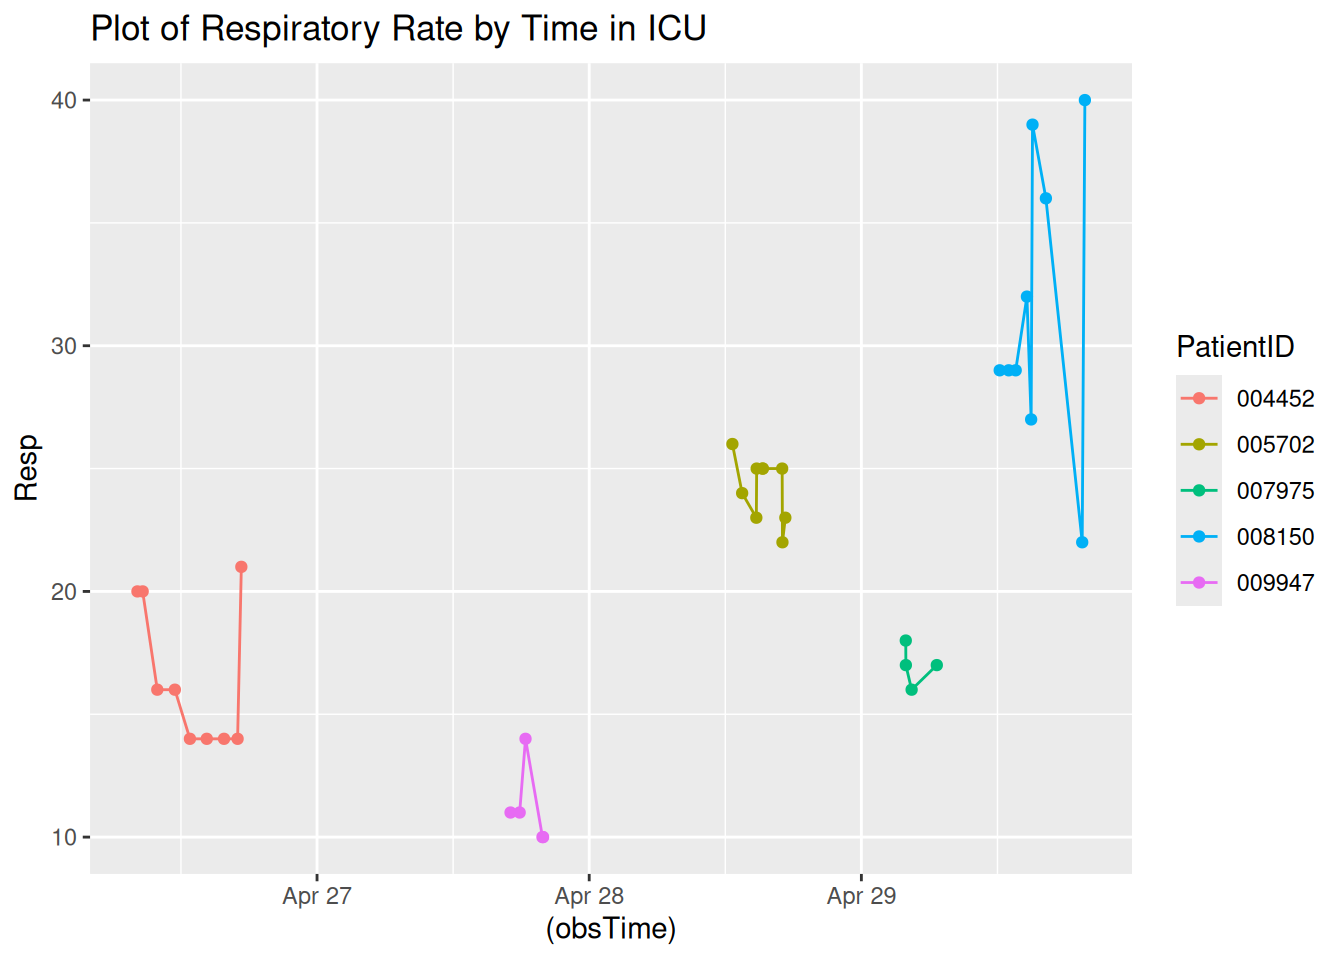 Plot of Respiratory Rate by Time in ICU
40
30
20
10
Resp
Apr 27
Apr 28
Apr 29
(obsTime)
PatientID
004452
005702
007975
008150
009947